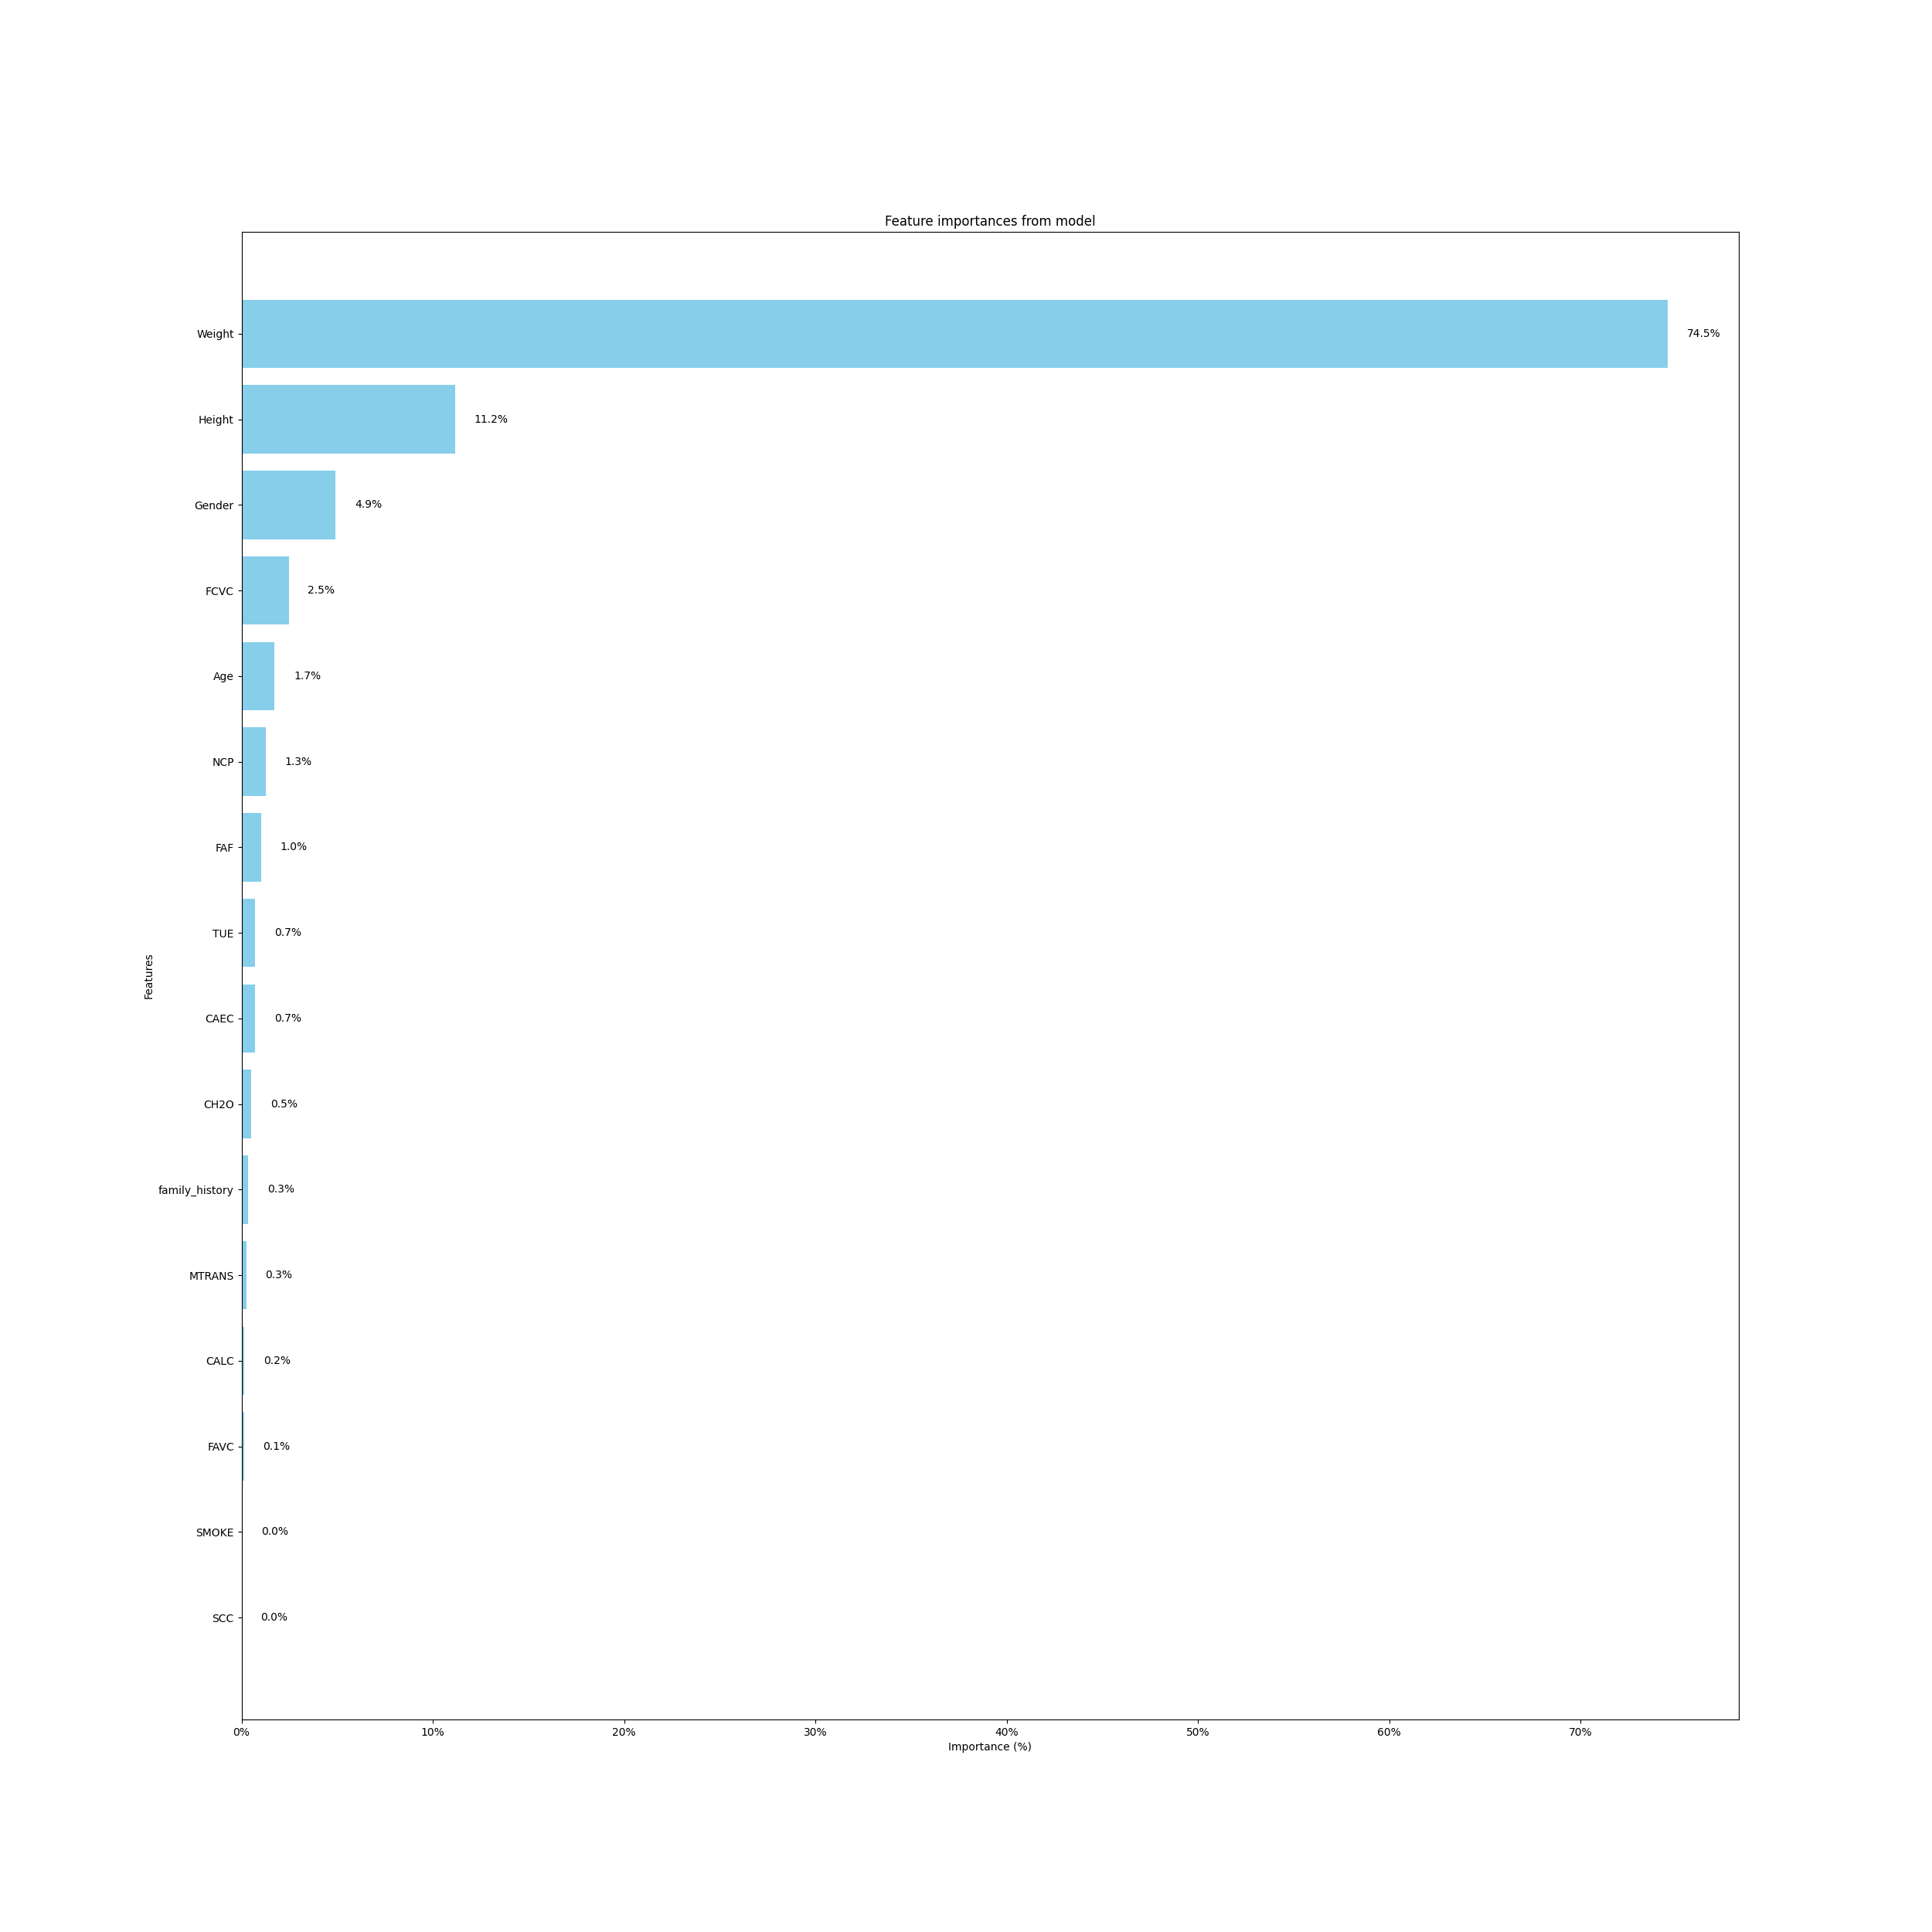 Feature importances from model
Weight 74.5%
Height 11.2%
Gender 4.9%
FCVC 2.5%
Age 1.7%
NCP 1.3%
FAF 1.0%
TUE 0.7%
Features
CAEC 0.7%
CH2O 0.5%
family_history 0.3%
MTRANS 0.3%
CALC 0.2%
FAVC 0.1%
SMOKE 0.0%
SCC 0.0%
0% 10% 20% 30% 40% 50% 60% 70%
Importance (%)